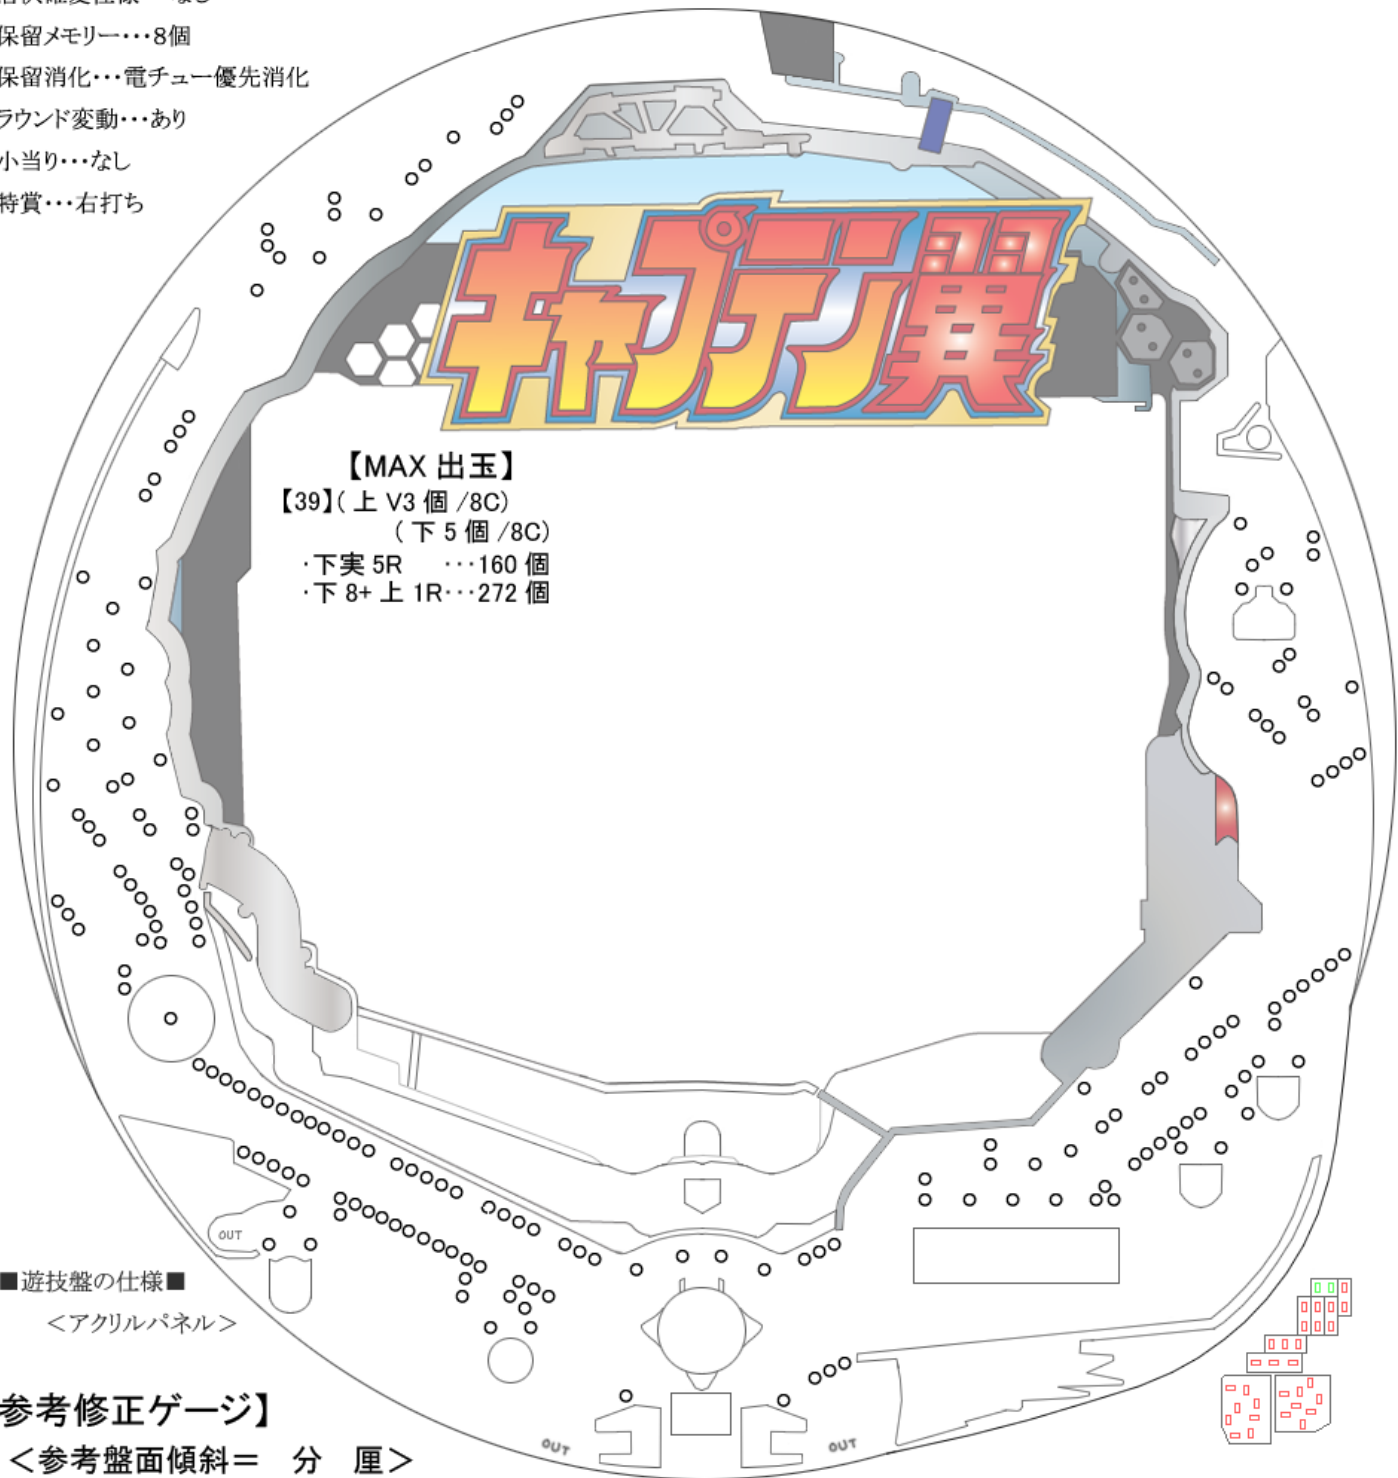 保留メモリー・・・8個
保留消化・・・電チュー優先消化
ラウンド変動・・・あり
小当り・・・なし
特賞・・・右打ち
キャプテン翼
【MAX 出玉】
【39】( 上 V3 個 /8C)
( 下 5 個 /8C)
・下実 5R ・・・160 個
・下 8+ 上 1R・・・272 個
OUT
■遊技盤の仕様■
＜アクリルパネル＞
参考修正ゲージ】
＜参考盤面傾斜＝ 分 厘＞
OUT
OUT